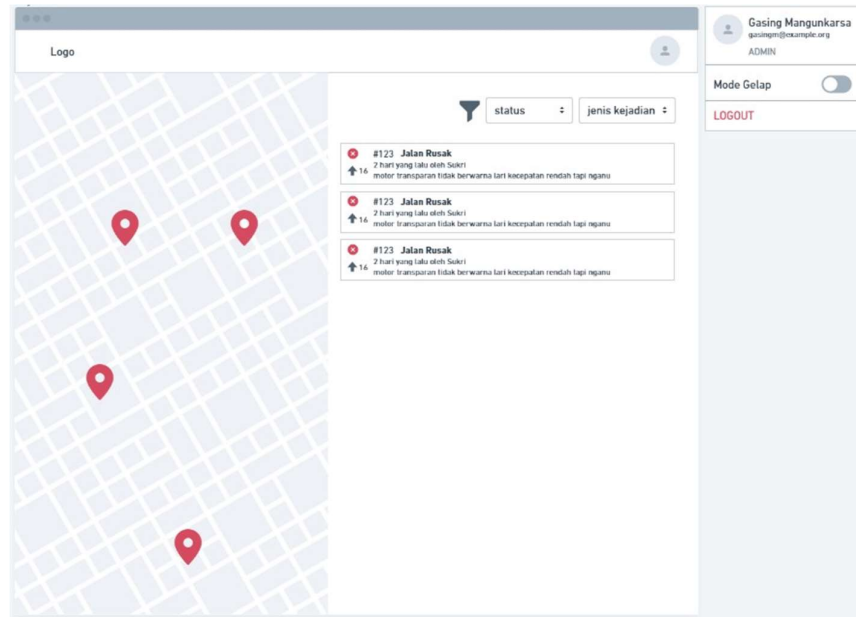 Logo
status
jenis kejadian
#123 Jalan Rusak
2 hari yang lalu oleh Sukri
16
motor transparan tidak berwarna lari kecepatan rendah tapi nganu
#123 Jalan Rusak
2 hari yang lalu oleh Sukri
16
motor transparan tidak berwarna lari kecepatan rendah tapi nganu
#123 Jalan Rusak
2 hari yang lalu oleh Sukri
16
motor transparan tidak berwarna lari kecepatan rendah tapi nganu
Gasing Mangunkarsa
gasingm@example.org
ADMIN
Mode Gelap
LOGOUT